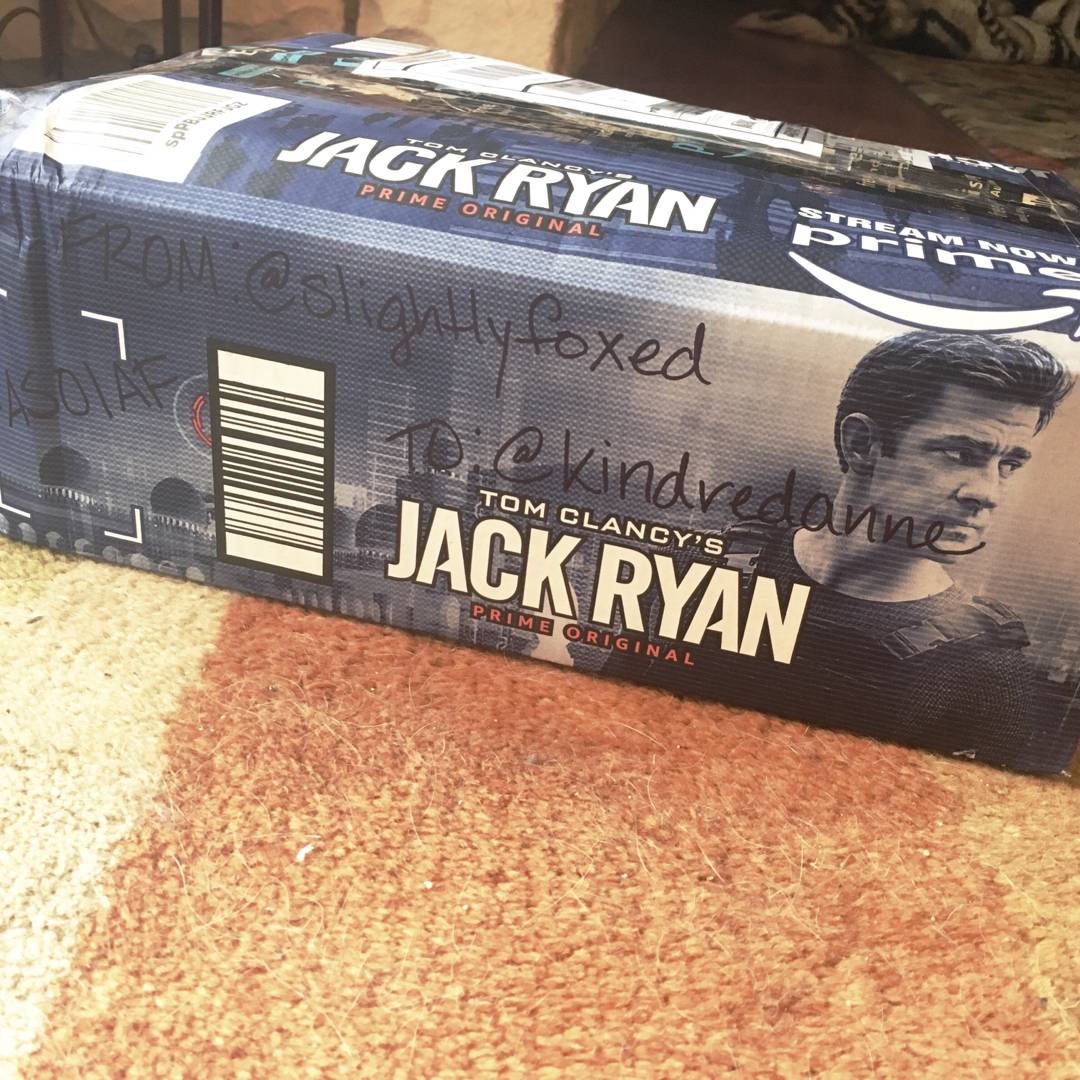 TOM CLANCY'S
JACK RYAN
PRIME ORIGINAL
STREAM NOW
prime
FROM @slightlyfoxed
ASOIAF
TO: @kindredanne
TOM CLANCY'S
JACK RYAN
PRIME ORIGINAL